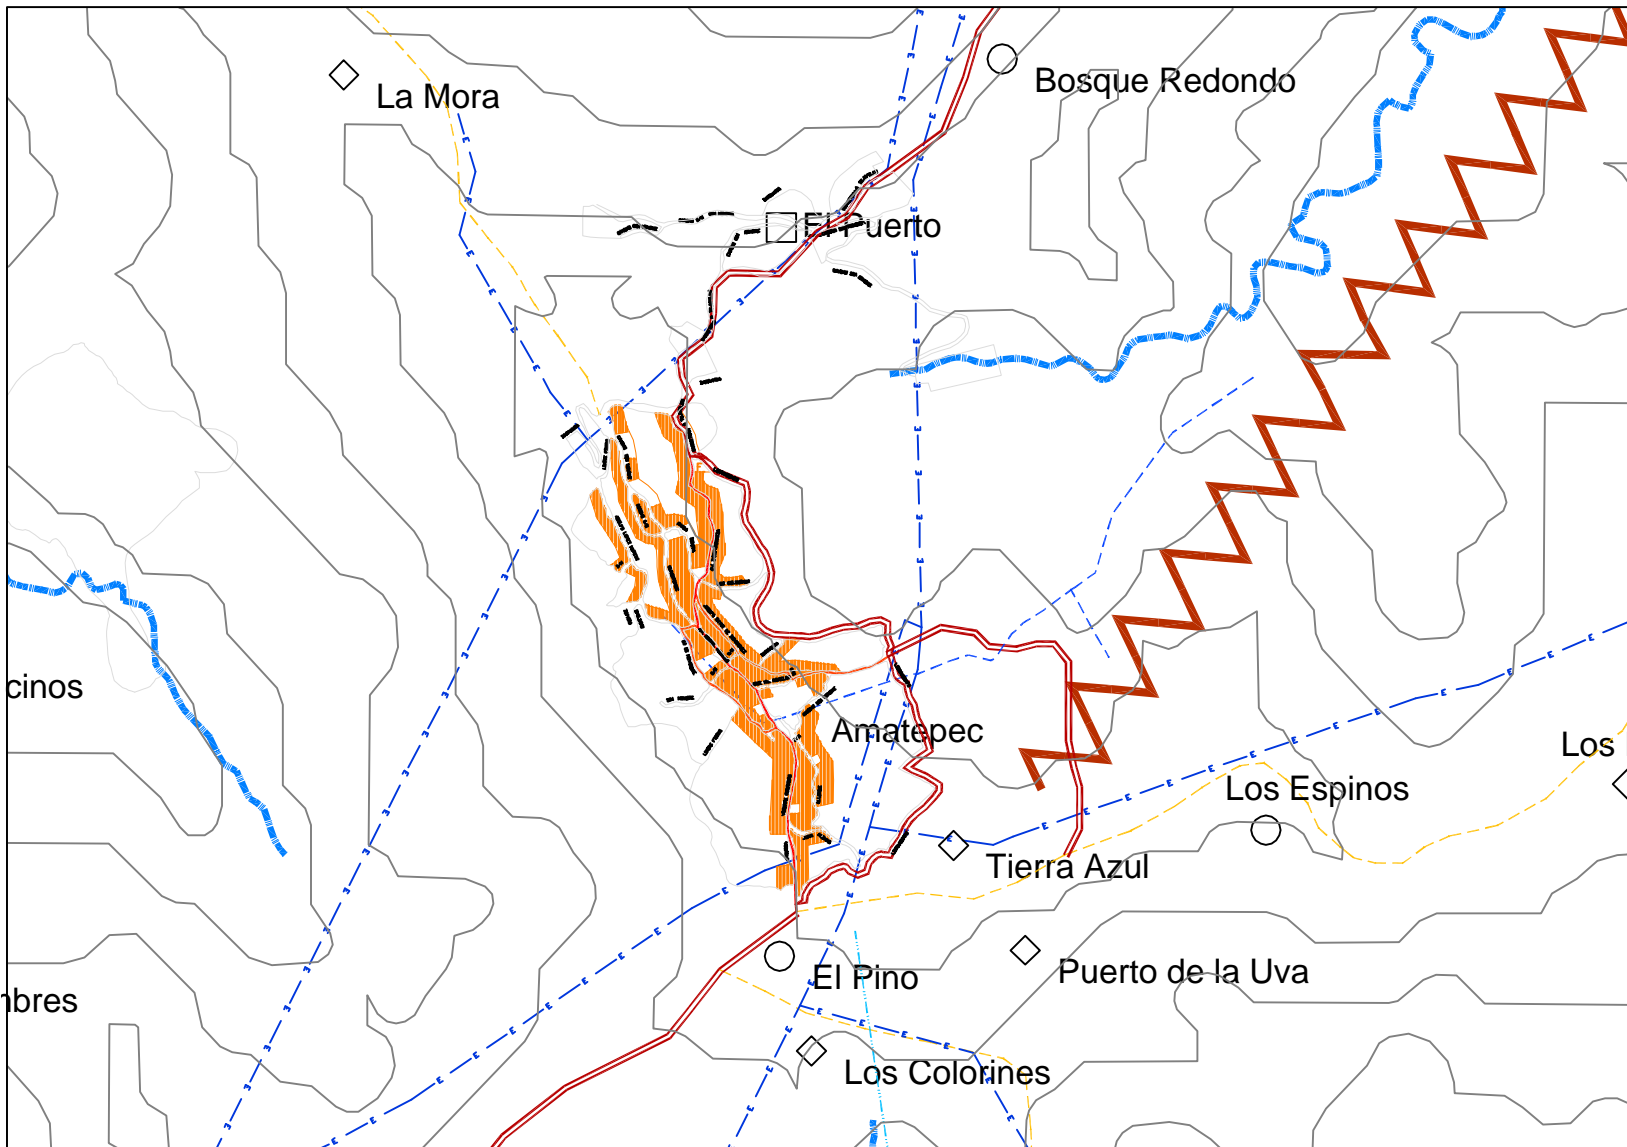 La Mora
Bosque Redondo
El Puerto
cinos
Amatepec
Los
Los Espinos
Tierra Azul
El Pino
Puerto de la Uva
mbres
Los Colorines